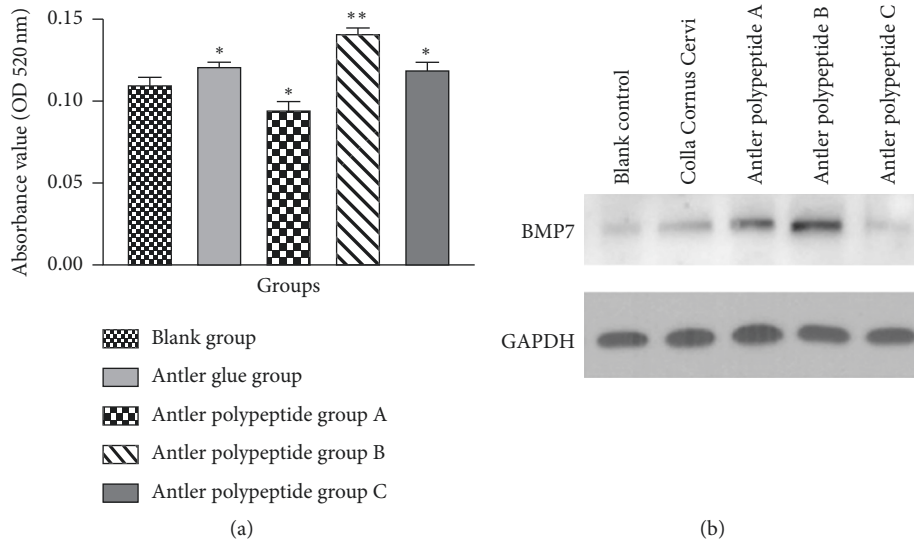 Absorbance value (OD 520 nm)
0.15
0.10
0.05
0.00
*
*
**
*
Groups
Blank group
Antler glue group
Antler polypeptide group A
Antler polypeptide group B
Antler polypeptide group C
(a)
Blank control
Colla Cornus Cervi
Antler polypeptide A
Antler polypeptide B
Antler polypeptide C
BMP7
GAPDH
(b)